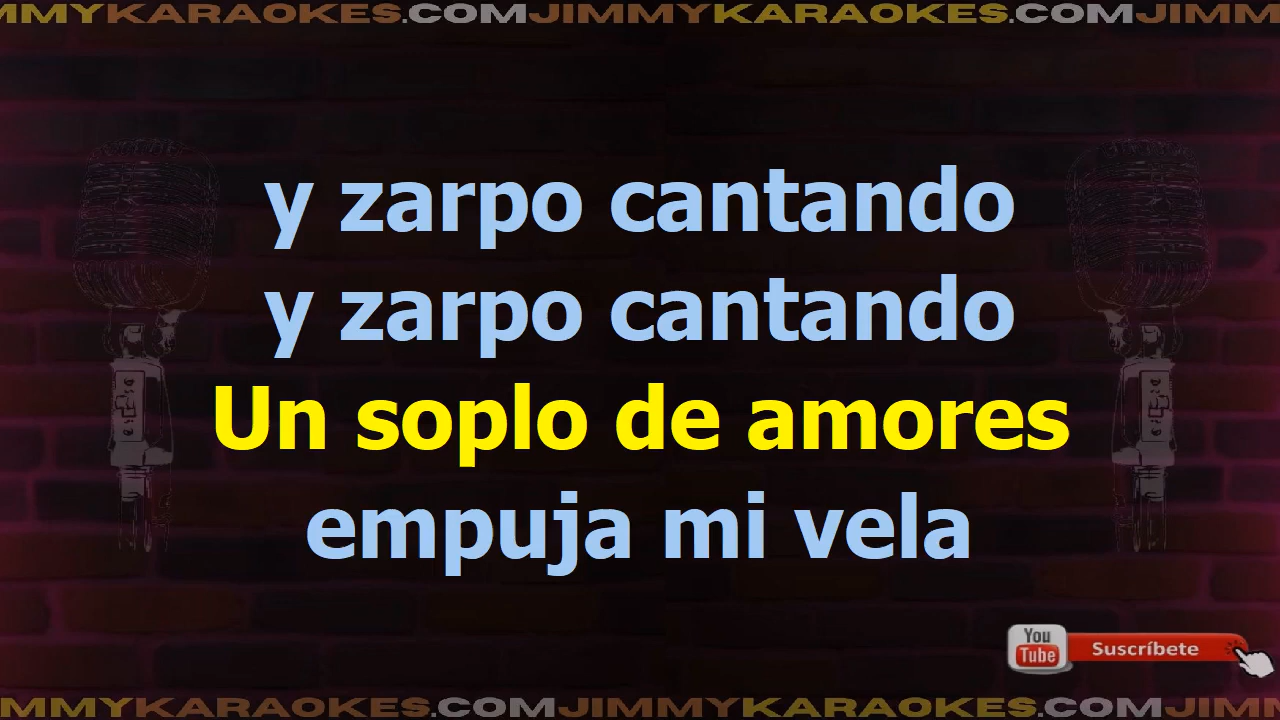 JIMMYKARAOKES.COMJIMMYKARAOKES.COMJIMM
y zarpo cantando
y zarpo cantando
Un soplo de amores
empuja mi vela
You
Tube
Suscríbete
MMYKARAOKES.COMJIMMYKARAOKES.COMJIMM